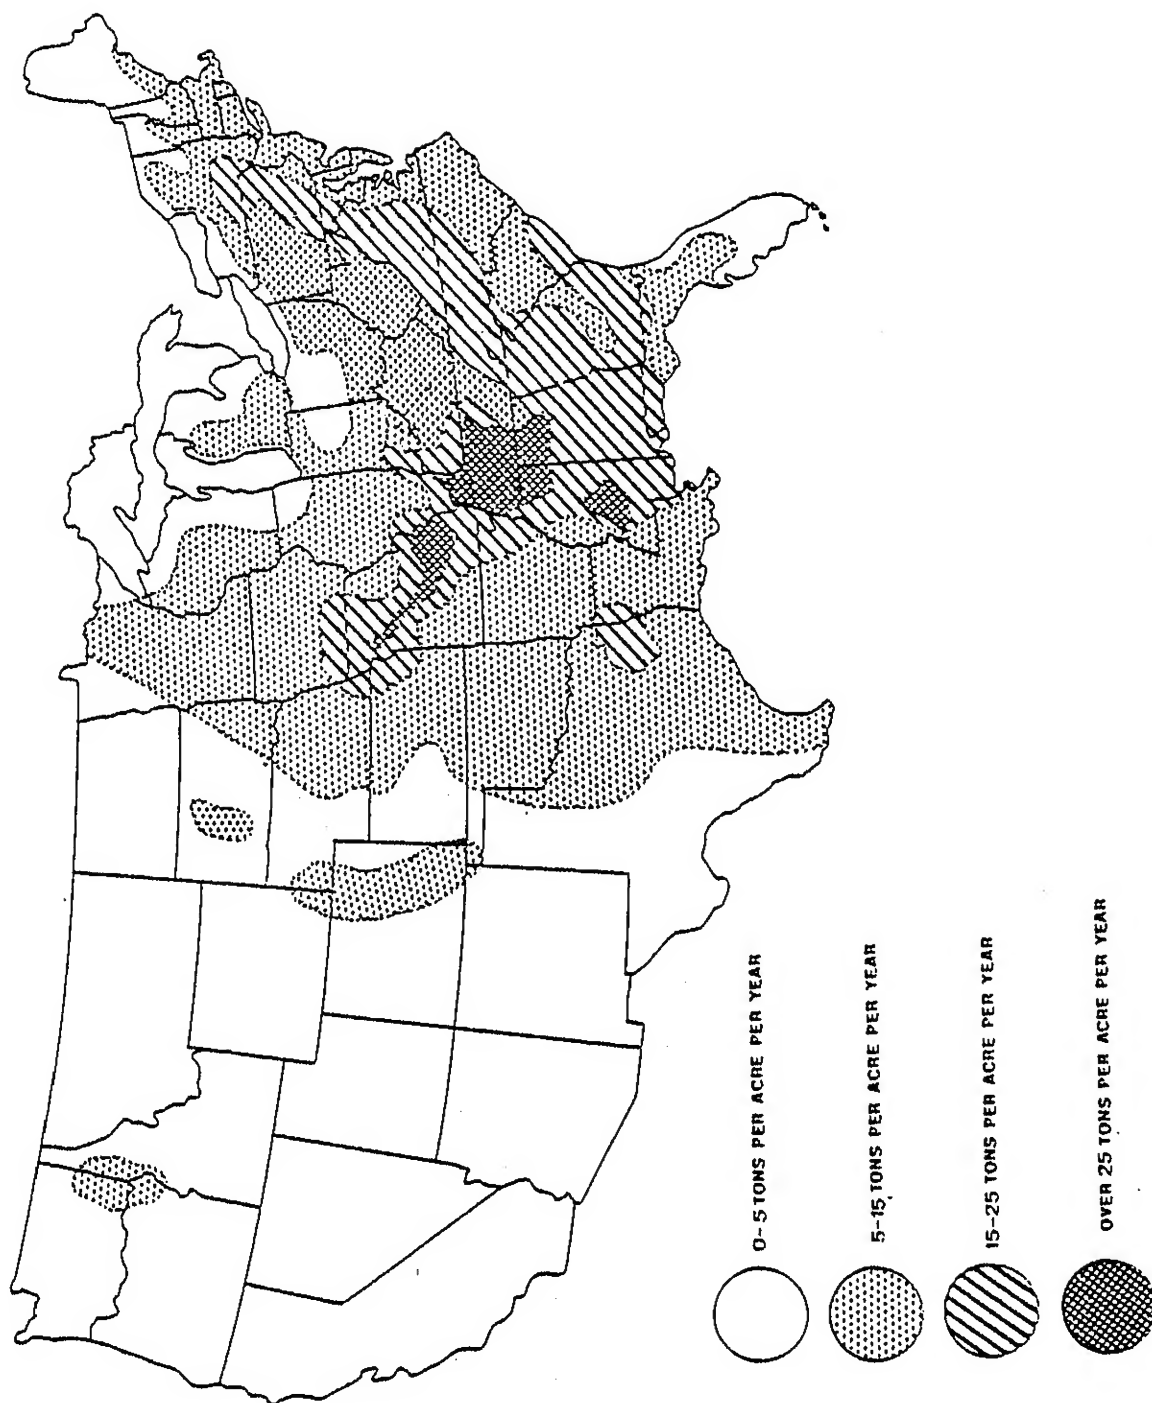 0-5 TONS PER ACRE PER YEAR
5-15 TONS PER ACRE PER YEAR
15-25 TONS PER ACRE PER YEAR
OVER 25 TONS PER ACRE PER YEAR